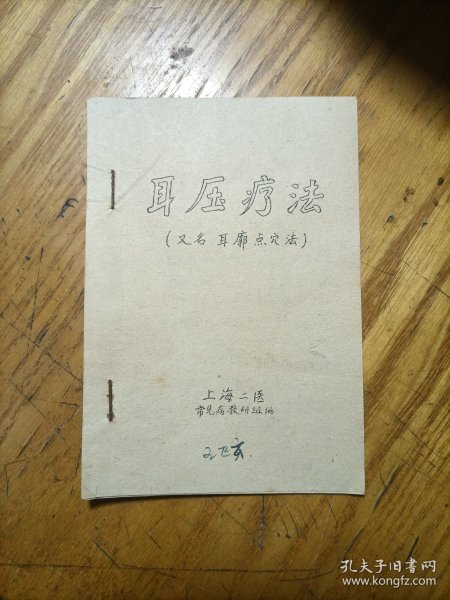 耳压疗法
(又名 耳廓点穴法)
上海二医
常见病教研组编
孔夫子旧书网
www.kongfz.com